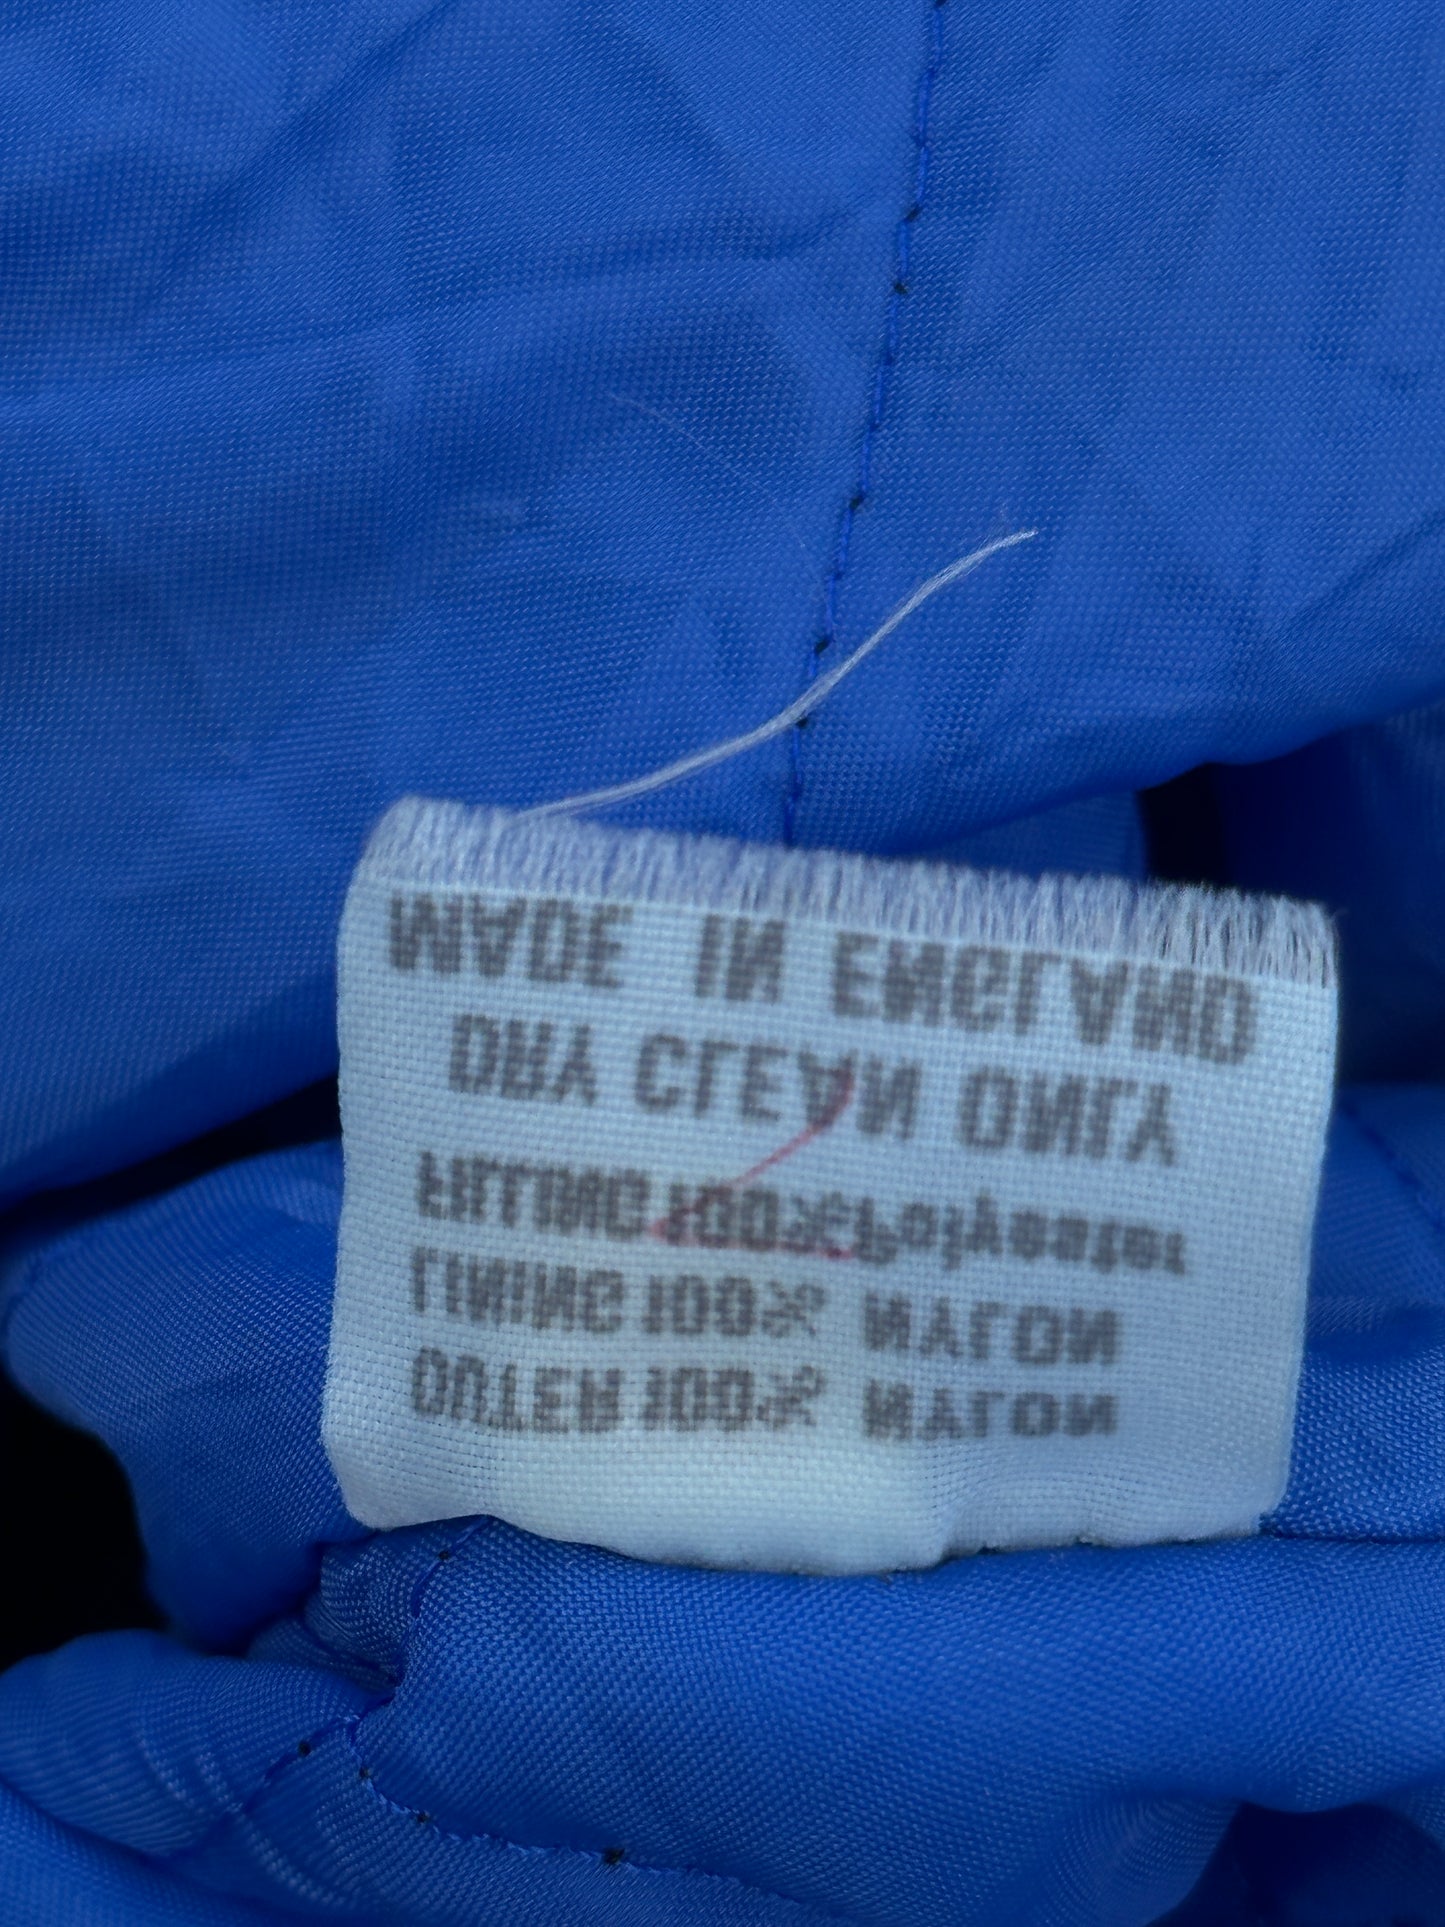 OUTER 100% NYLON
LINING 100% NYLON
FILLING 100% Polyester
DRY CLEAN ONLY
MADE IN ENGLAND